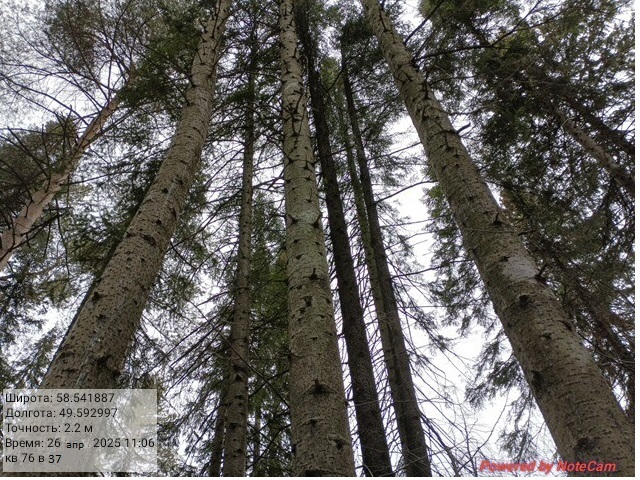 Широта: 58.541887
Долгота: 49.592997
Точность: 2.2 м
Время: 26 апр 2025 11:06
кв 76 в 37
Powered by NoteCam